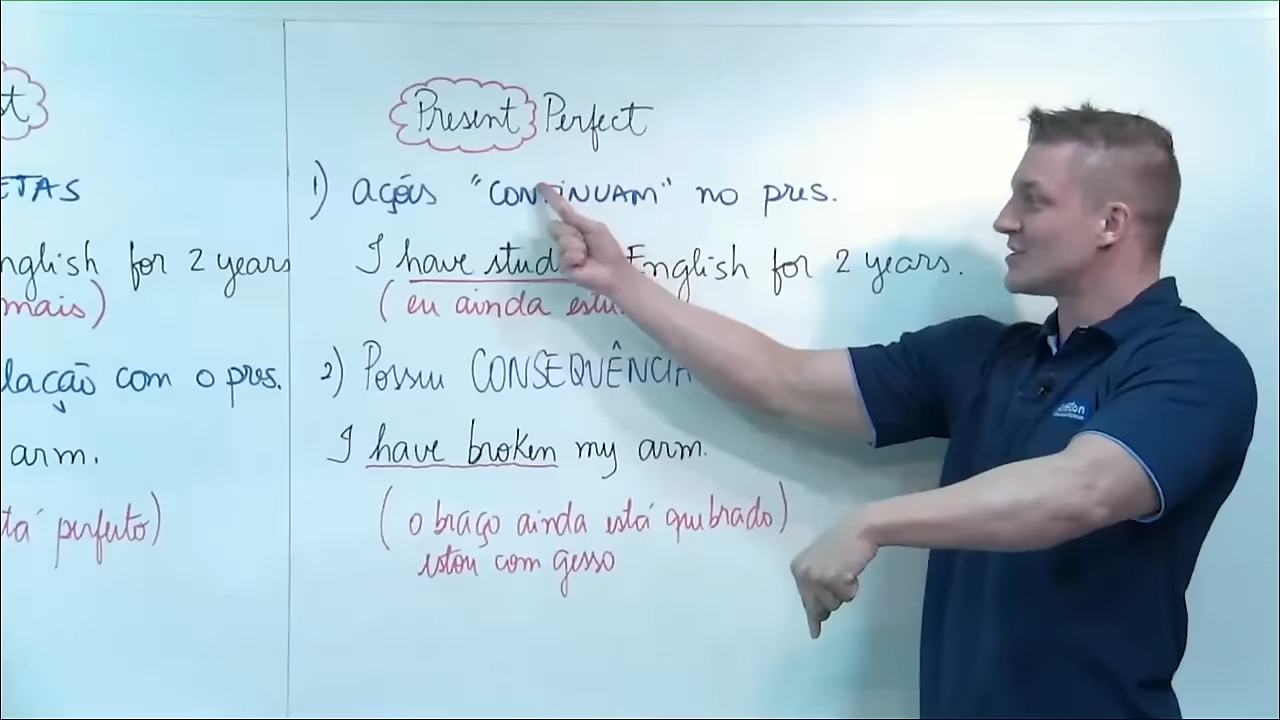 t
ETAS
nglish for 2 years
mais)
lação com o pres.
arm.
tá perfeito)
Present Perfect
1) ações "CONTINUAM" no pres.
I have stud English for 2 years.
(eu ainda estu
2) Possui CONSEQUÊNCIA
I have broken my arm.
(o braço ainda está quebrado)
estou com gesso